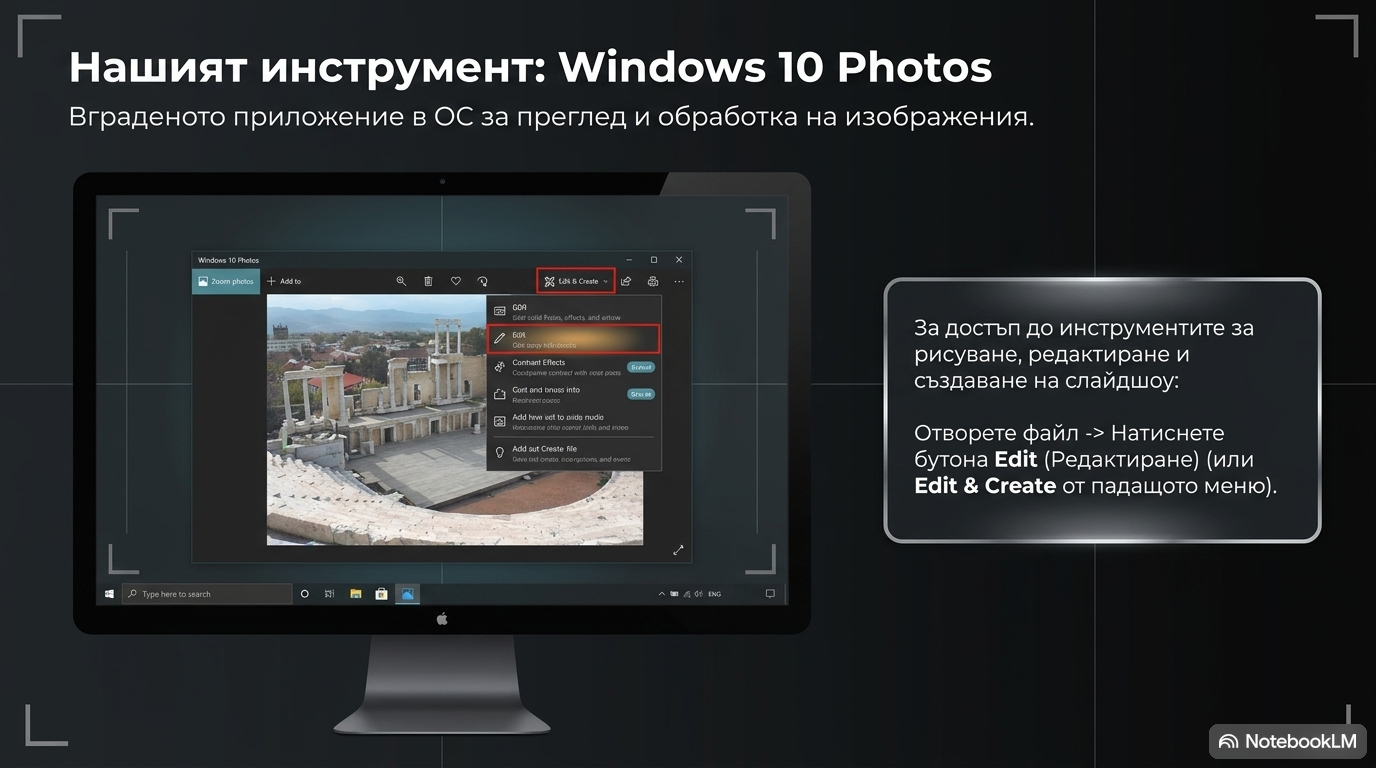 Нашият инструмент: Windows 10 Photos
Вграденото приложение в ОС за преглед и обработка на изображения.
Windows 10 Photos
Zoom photos
Add to
Edit & Create
Contrast Effects
Add
Add
Create file
Type here to search
ENG
За достъп до инструментите за
рисуване, редактиране и
създаване на слайдшоу:
Отворете файл -> Натиснете
бутона Edit (Редактиране) (или
Edit & Create от падащото меню).
NotebookLM